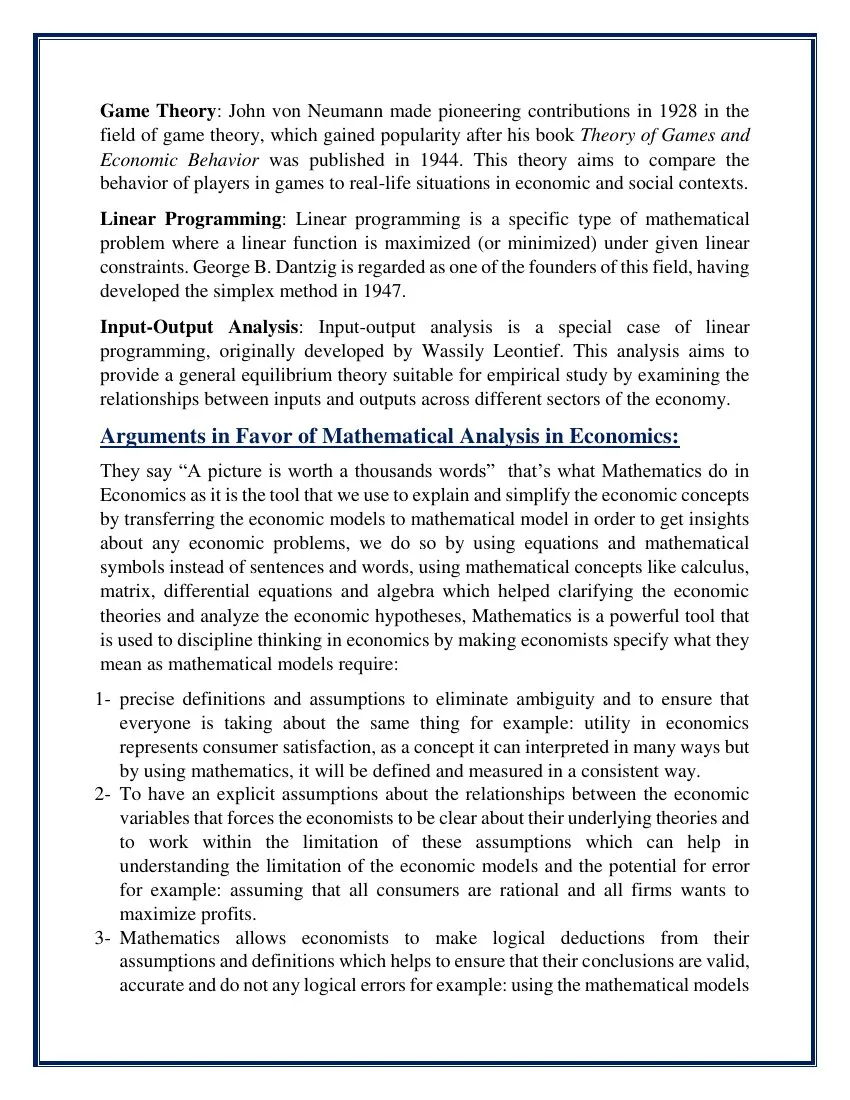 Game Theory: John von Neumann made pioneering contributions in 1928 in the
field of game theory, which gained popularity after his book Theory of Games and
Economic Behavior was published in 1944. This theory aims to compare the
behavior of players in games to real-life situations in economic and social contexts.
Linear Programming: Linear programming is a specific type of mathematical
problem where a linear function is maximized (or minimized) under given linear
constraints. George B. Dantzig is regarded as one of the founders of this field, having
developed the simplex method in 1947.
Input-Output Analysis: Input-output analysis is a special case of linear
programming, originally developed by Wassily Leontief. This analysis aims to
provide a general equilibrium theory suitable for empirical study by examining the
relationships between inputs and outputs across different sectors of the economy.
Arguments in Favor of Mathematical Analysis in Economics:
They say “A picture is worth a thousands words” that’s what Mathematics do in
Economics as it is the tool that we use to explain and simplify the economic concepts
by transferring the economic models to mathematical model in order to get insights
about any economic problems, we do so by using equations and mathematical
symbols instead of sentences and words, using mathematical concepts like calculus,
matrix, differential equations and algebra which helped clarifying the economic
theories and analyze the economic hypotheses, Mathematics is a powerful tool that
is used to discipline thinking in economics by making economists specify what they
mean as mathematical models require:
1- precise definitions and assumptions to eliminate ambiguity and to ensure that
everyone is taking about the same thing for example: utility in economics
represents consumer satisfaction, as a concept it can interpreted in many ways but
by using mathematics, it will be defined and measured in a consistent way.
2- To have an explicit assumptions about the relationships between the economic
variables that forces the economists to be clear about their underlying theories and
to work within the limitation of these assumptions which can help in
understanding the limitation of the economic models and the potential for error
for example: assuming that all consumers are rational and all firms wants to
maximize profits.
3- Mathematics allows economists to make logical deductions from their
assumptions and definitions which helps to ensure that their conclusions are valid,
accurate and do not any logical errors for example: using the mathematical models